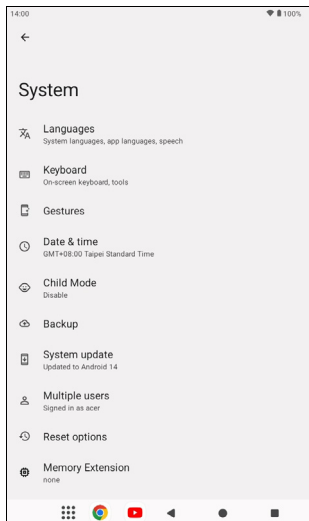 14:00 100%
System
Languages
System languages, app languages, speech
Keyboard
On-screen keyboard, tools
Gestures
Date & time
GMT+08:00 Taipei Standard Time
Child Mode
Disable
Backup
System update
Updated to Android 14
Multiple users
Signed in as acer
Reset options
Memory Extension
none